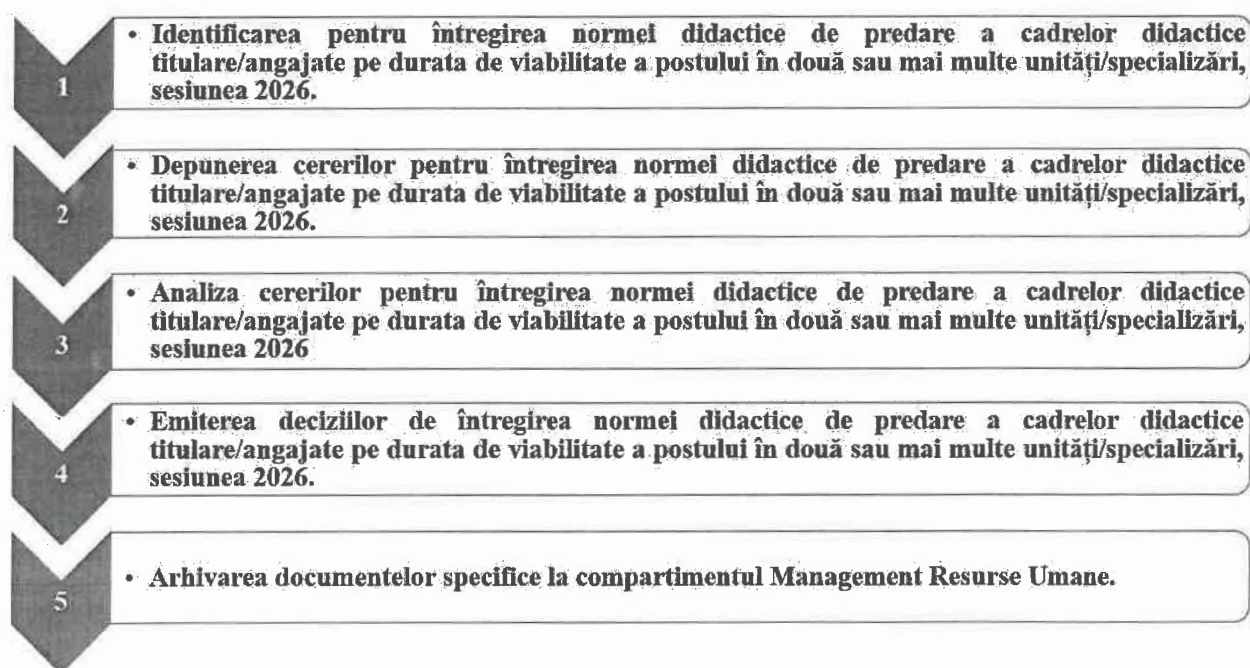 1
• Identificarea pentru întregirea normei didactice de predare a cadrelor didactice
titulare/angajate pe durata de viabilitate a postului în două sau mai multe unități/specializări,
sesiunea 2026.
2
• Depunerea cererilor pentru întregirea normei didactice de predare a cadrelor didactice
titulare/angajate pe durata de viabilitate a postului în două sau mai multe unități/specializări,
sesiunea 2026.
3
• Analiza cererilor pentru întregirea normei didactice de predare a cadrelor didactice
titulare/angajate pe durata de viabilitate a postului în două sau mai multe unități/specializări,
sesiunea 2026
4
• Emiterea deciziilor de întregirea normei didactice de predare a cadrelor didactice
titulare/angajate pe durata de viabilitate a postului în două sau mai multe unități/specializări,
sesiunea 2026.
5
• Arhivarea documentelor specifice la compartimentul Management Resurse Umane.